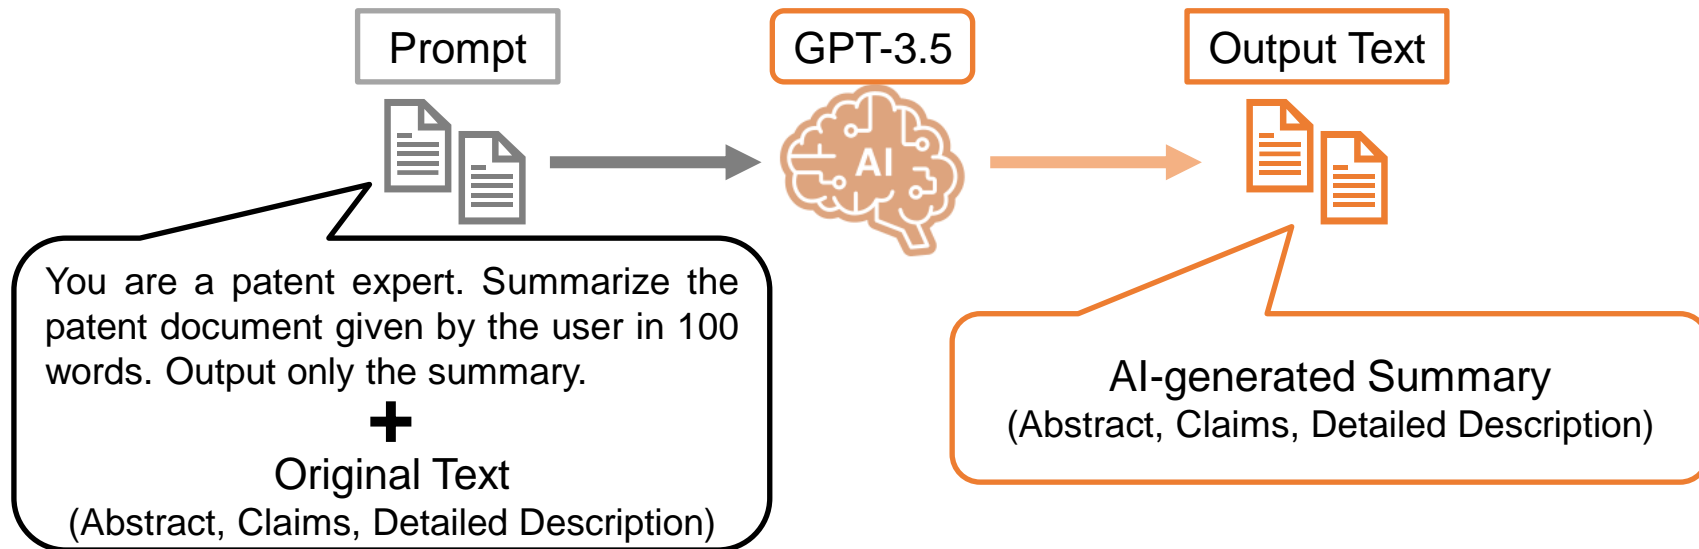 Prompt
GPT-3.5
Output Text
AI
You are a patent expert. Summarize the
patent document given by the user in 100
words. Output only the summary.
+
Original Text
(Abstract, Claims, Detailed Description)
AI-generated Summary
(Abstract, Claims, Detailed Description)